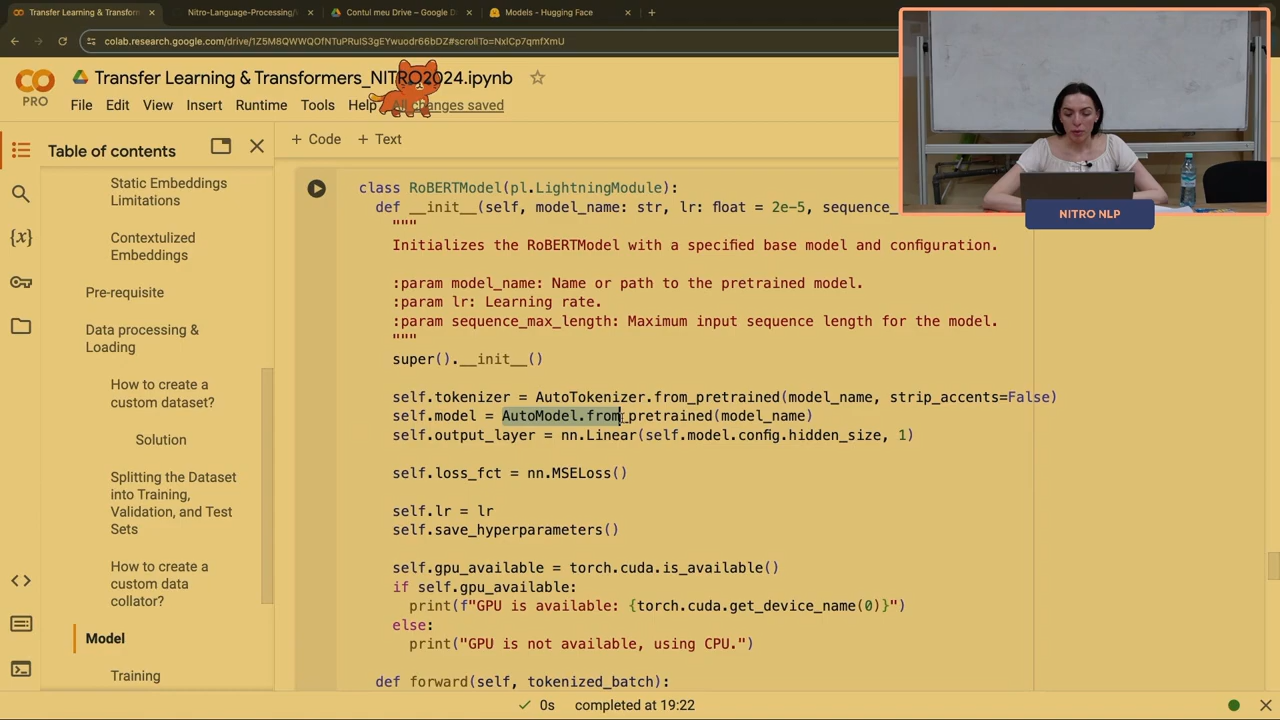 Transfer Learning & Transform
Nitro-Language-Processing/
Contul meu Drive – Google D
Models - Hugging Face
colab.research.google.com/drive/1Z5M8QWWQOfNTuPRuIS3gEYwuodr66bDZ#scrollTo=NxlCp7qmfXmU
PRO
Transfer Learning & Transformers_NITRO2024.ipynb
File Edit View Insert Runtime Tools Help All changes saved
Table of contents
+ Code + Text
Static Embeddings
Limitations
Contextulized
Embeddings
Pre-requisite
Data processing &
Loading
How to create a
custom dataset?
Solution
Splitting the Dataset
into Training,
Validation, and Test
Sets
How to create a
custom data
collator?
Model
Training
class RoBERTModel(pl.LightningModule):
def __init__(self, model_name: str, lr: float = 2e-5, sequence_
"""
Initializes the RoBERTModel with a specified base model and configuration.
:param model_name: Name or path to the pretrained model.
:param lr: Learning rate.
:param sequence_max_length: Maximum input sequence length for the model.
"""
super().__init__()
self.tokenizer = AutoTokenizer.from_pretrained(model_name, strip_accents=False)
self.model = AutoModel.from_pretrained(model_name)
self.output_layer = nn.Linear(self.model.config.hidden_size, 1)
self.loss_fct = nn.MSELoss()
self.lr = lr
self.save_hyperparameters()
self.gpu_available = torch.cuda.is_available()
if self.gpu_available:
print(f"GPU is available: {torch.cuda.get_device_name(0)}")
else:
print("GPU is not available, using CPU.")
def forward(self, tokenized_batch):
NITRO NLP
0s completed at 19:22